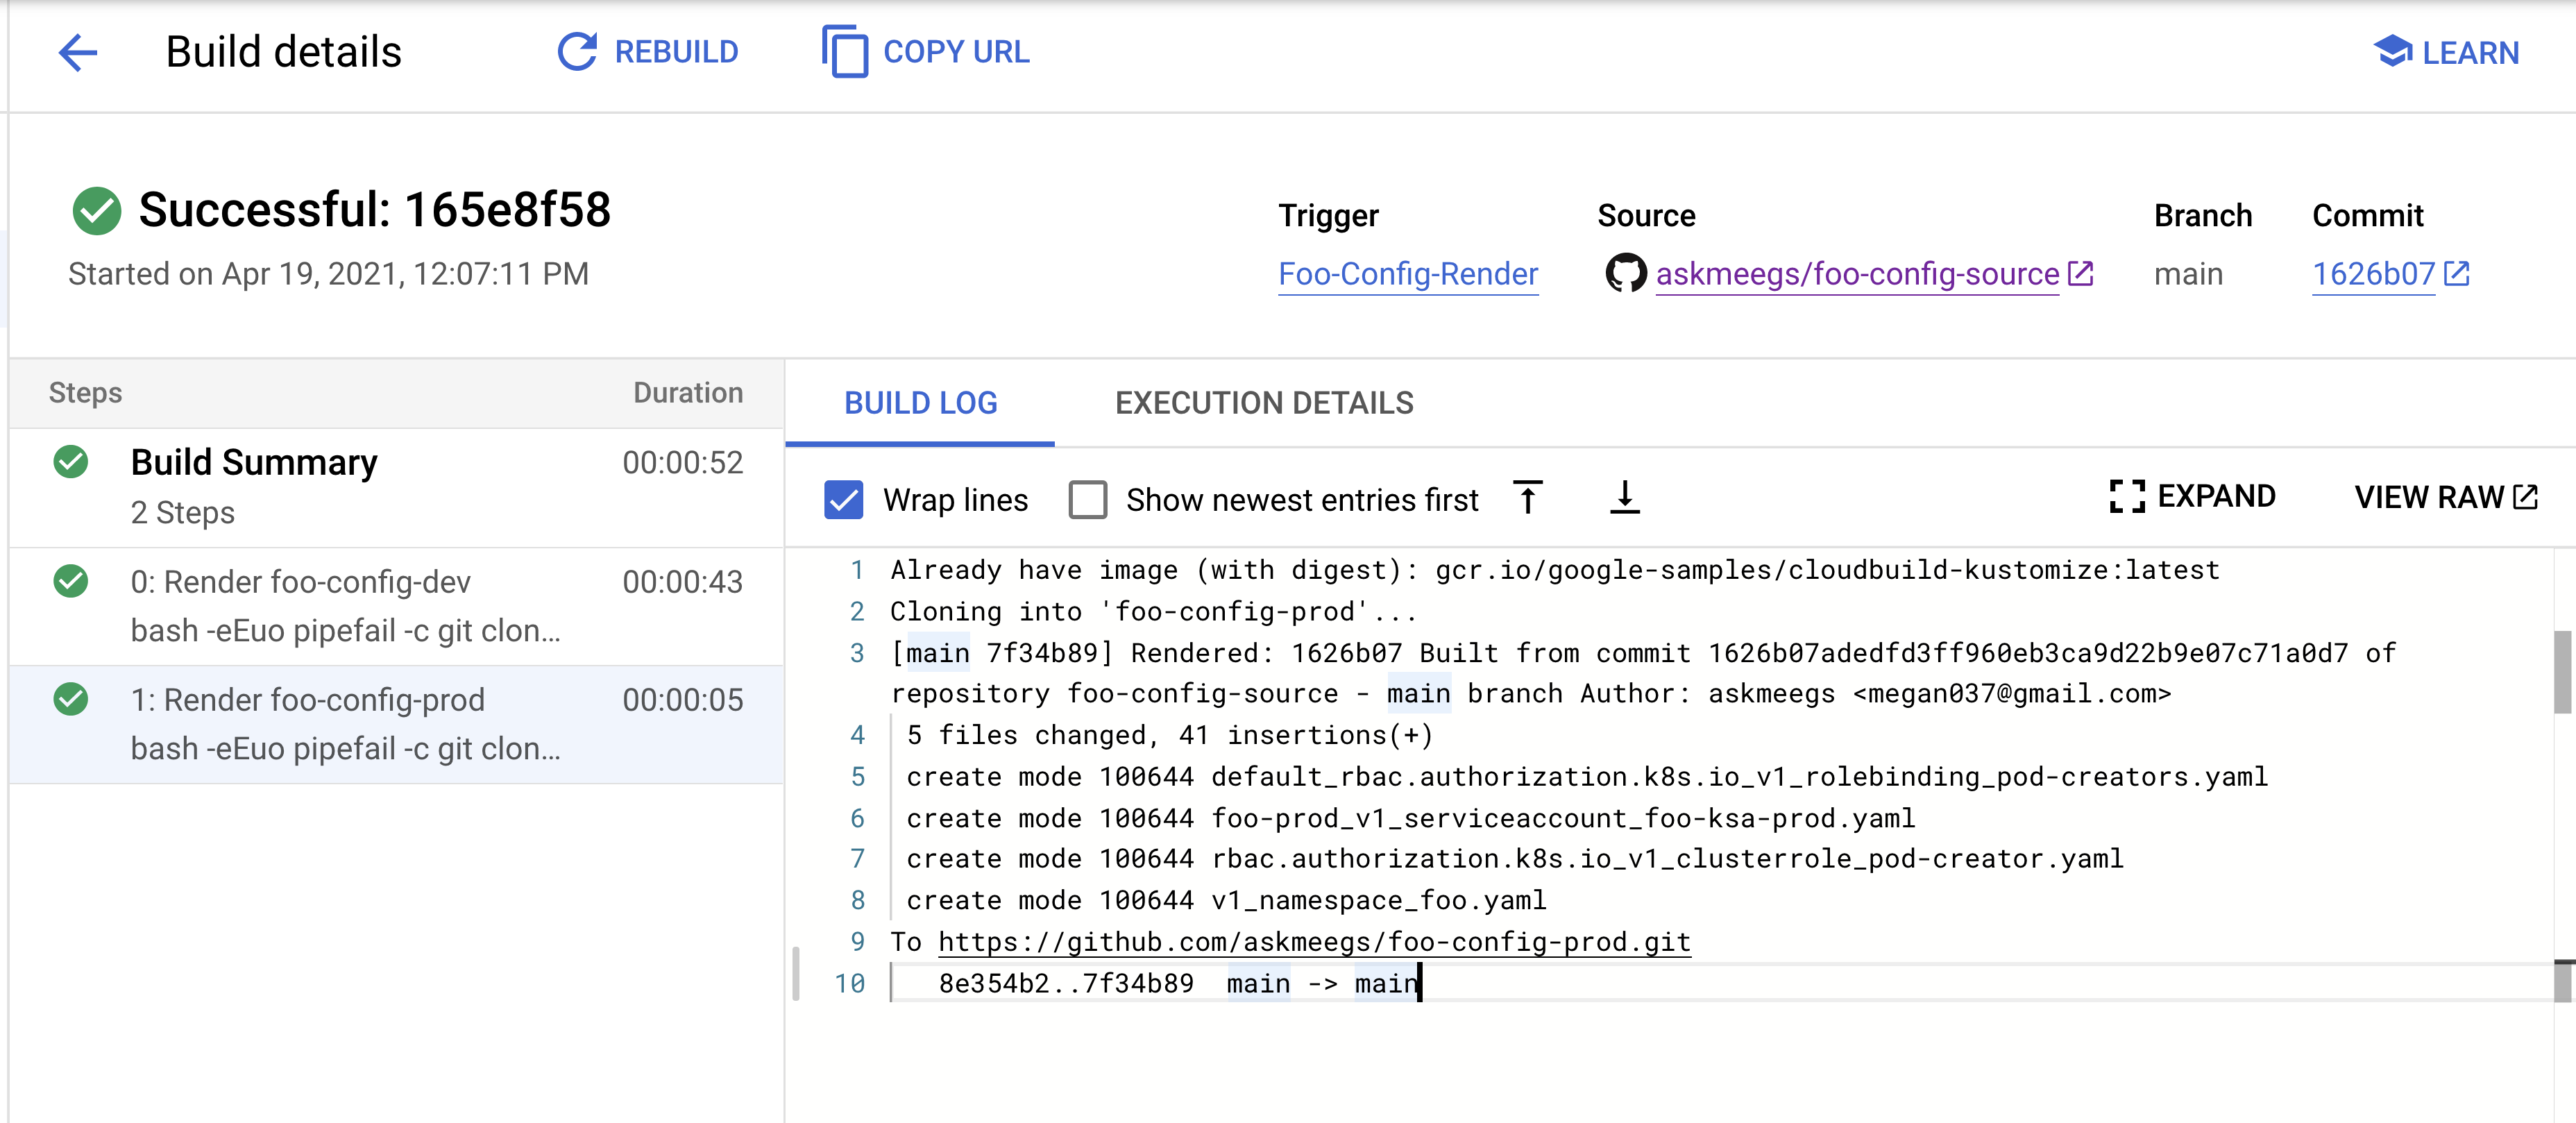 Build details
REBUILD
COPY URL
LEARN
Successful: 165e8f58
Started on Apr 19, 2021, 12:07:11 PM
Trigger
Foo-Config-Render
Source
askmeegs/foo-config-source
Branch
main
Commit
1626b07
Steps Duration
Build Summary 00:00:52
2 Steps
0: Render foo-config-dev 00:00:43
bash -eEuo pipefail -c git clon...
1: Render foo-config-prod 00:00:05
bash -eEuo pipefail -c git clon...
BUILD LOG EXECUTION DETAILS
Wrap lines Show newest entries first EXPAND VIEW RAW
1 Already have image (with digest): gcr.io/google-samples/cloudbuild-kustomize:latest
2 Cloning into 'foo-config-prod'...
3 [main 7f34b89] Rendered: 1626b07 Built from commit 1626b07adedfd3ff960eb3ca9d22b9e07c71a0d7 of
repository foo-config-source - main branch Author: askmeegs <megan037@gmail.com>
4 5 files changed, 41 insertions(+)
5 create mode 100644 default_rbac.authorization.k8s.io_v1_rolebinding_pod-creators.yaml
6 create mode 100644 foo-prod_v1_serviceaccount_foo-ksa-prod.yaml
7 create mode 100644 rbac.authorization.k8s.io_v1_clusterrole_pod-creator.yaml
8 create mode 100644 v1_namespace_foo.yaml
9 To https://github.com/askmeegs/foo-config-prod.git
10 8e354b2..7f34b89 main -> main